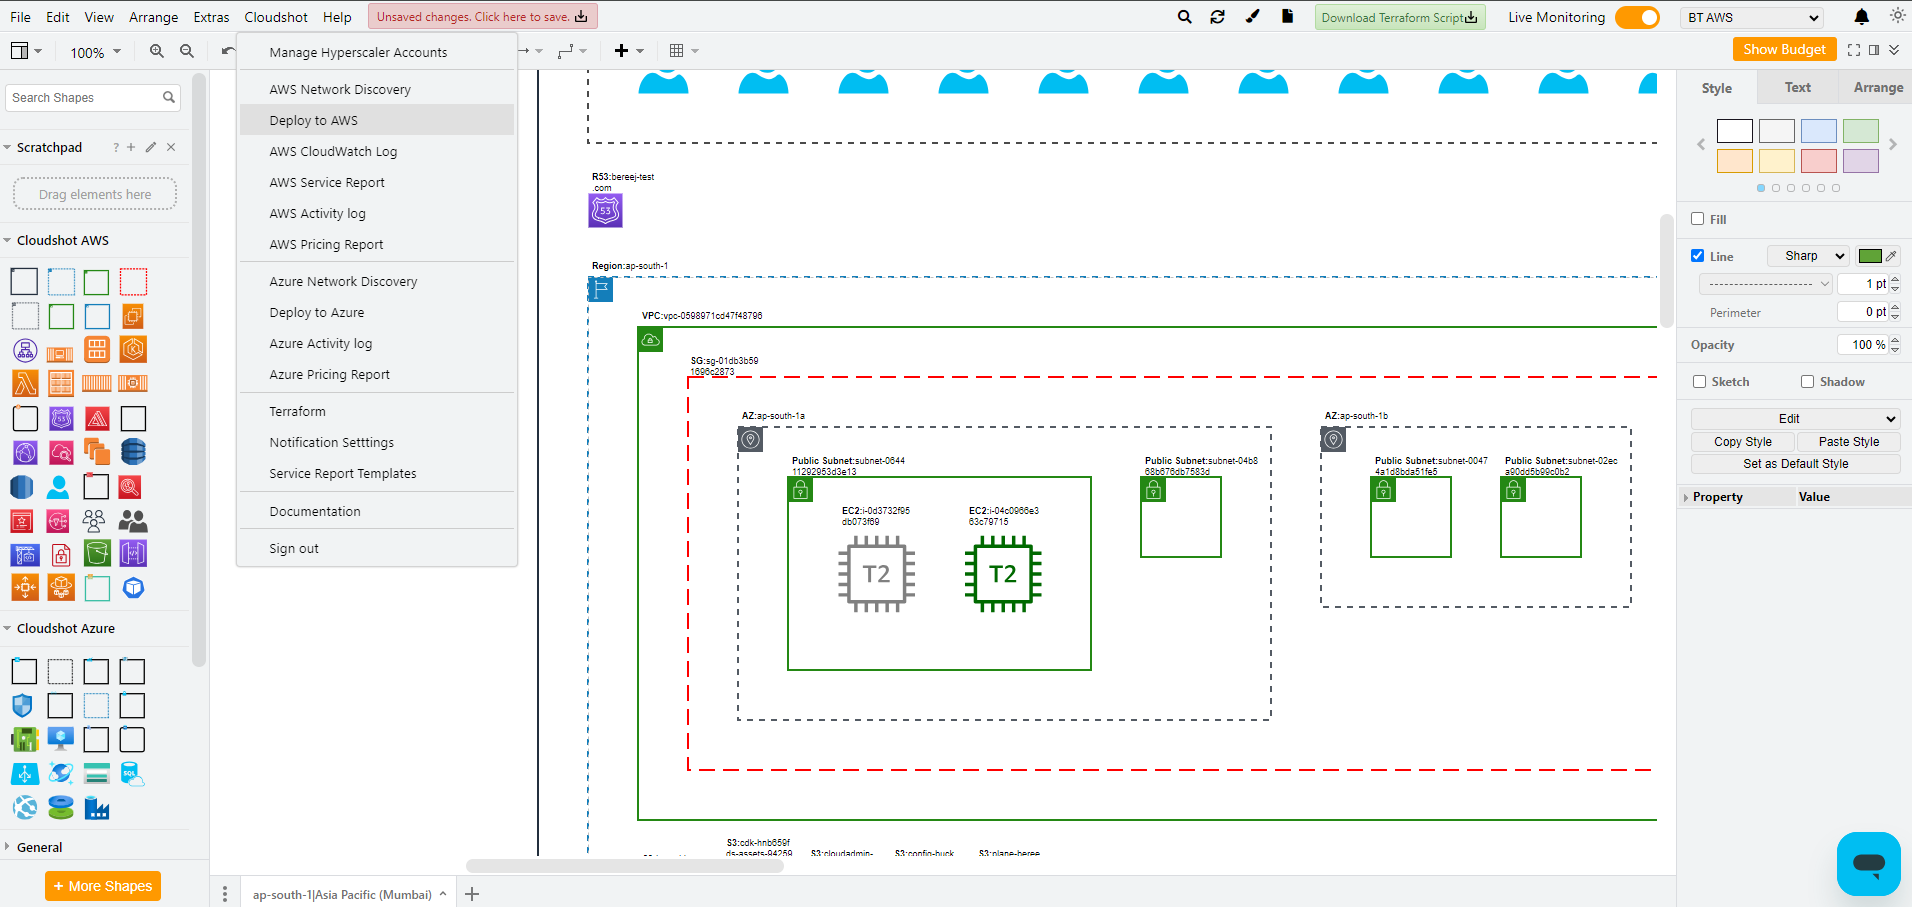 File Edit View Arrange Extras Cloudshot Help Unsaved changes. Click here to save. Download Terraform Script Live Monitoring BT AWS
100% Show Budget
Manage Hyperscaler Accounts
AWS Network Discovery
Deploy to AWS
AWS CloudWatch Log
AWS Service Report
AWS Activity log
AWS Pricing Report
Azure Network Discovery
Deploy to Azure
Azure Activity log
Azure Pricing Report
Terraform
Notification Setttings
Service Report Templates
Documentation
Sign out
Search Shapes
Scratchpad ?
Drag elements here
Cloudshot AWS
Cloudshot Azure
General
+ More Shapes
R53:bereej-test
.com
53
Region:ap-south-1
VPC:vpc-0598971cd47f48796
SG:sg-01db3b59
1696c2873
AZ:ap-south-1a
AZ:ap-south-1b
Public Subnet:subnet-0644
11292953d3e13
Public Subnet:subnet-04b8
68b676db7583d
Public Subnet:subnet-0047
4a1d8bda51fe5
Public Subnet:subnet-02ec
a90dd5b99c0b2
EC2:i-0d3732f95
db073f69
EC2:i-04c0966e3
63c79715
T2
T2
S3:cdk-hnb659f
ds-assets-94259
S3:cloudadmin-
S3:config-buck
S3:plane-beree
ap-south-1|Asia Pacific (Mumbai)
Style Text Arrange
Fill
Line Sharp
1 pt
Perimeter 0 pt
Opacity 100 %
Sketch Shadow
Edit
Copy Style Paste Style
Set as Default Style
Property Value